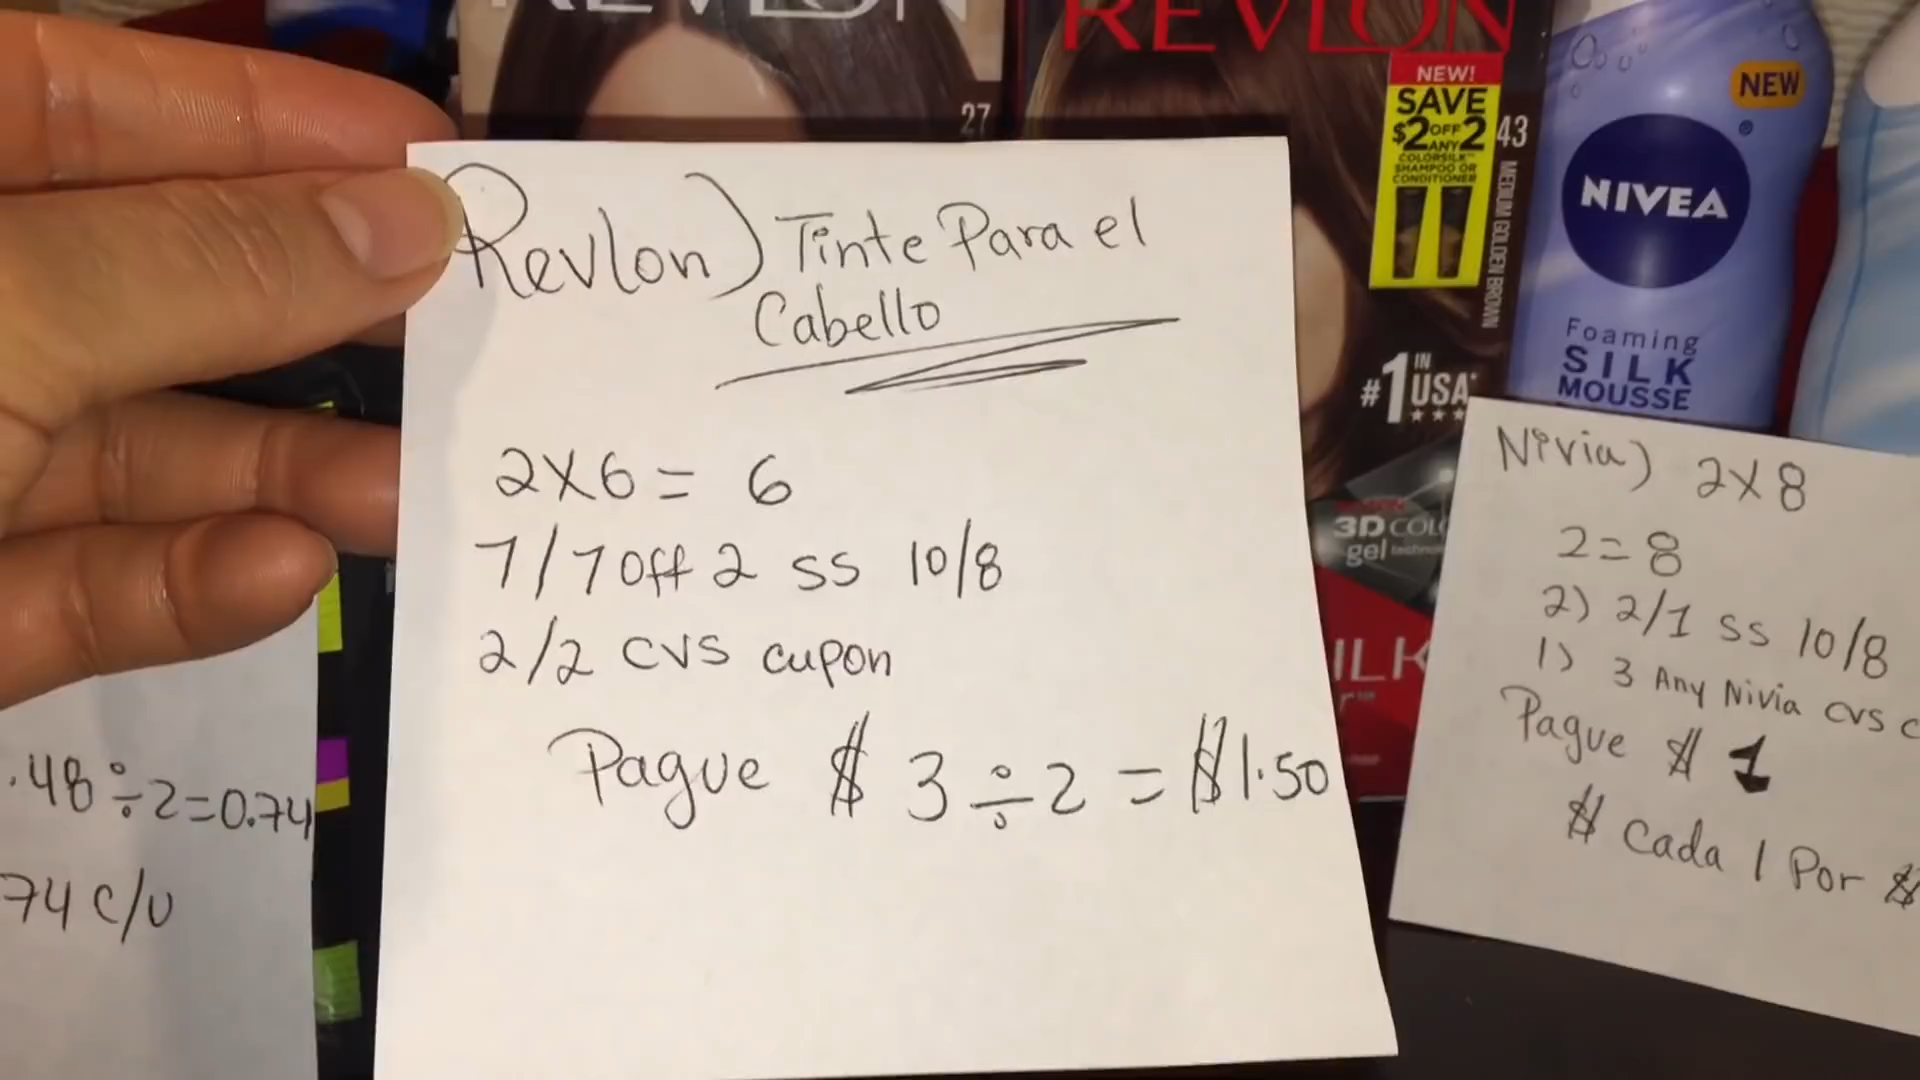 REVLON
27
REVLON
NEW!
SAVE
$2 OFF ANY 2
COLORSILK™
SHAMPOO OR
CONDITIONER
43
MEDIUM GOLDEN BROWN
#1 IN USA*
3D COL
gel
ILK
NEW
NIVEA
Foaming
SILK
MOUSSE
Revlon) Tinte Para el
Cabello
2X6= 6
7/7 Off 2 ss 10/8
2/2 CVS cupon
Pague $ 3÷2=$1.50
Nivia) 2X8
2=8
2) 2/1 ss 10/8
1) 3 Any Nivia CVS C
Pague $ 1
$ Cada 1 Por $
.48÷2=0.74
74 C/U